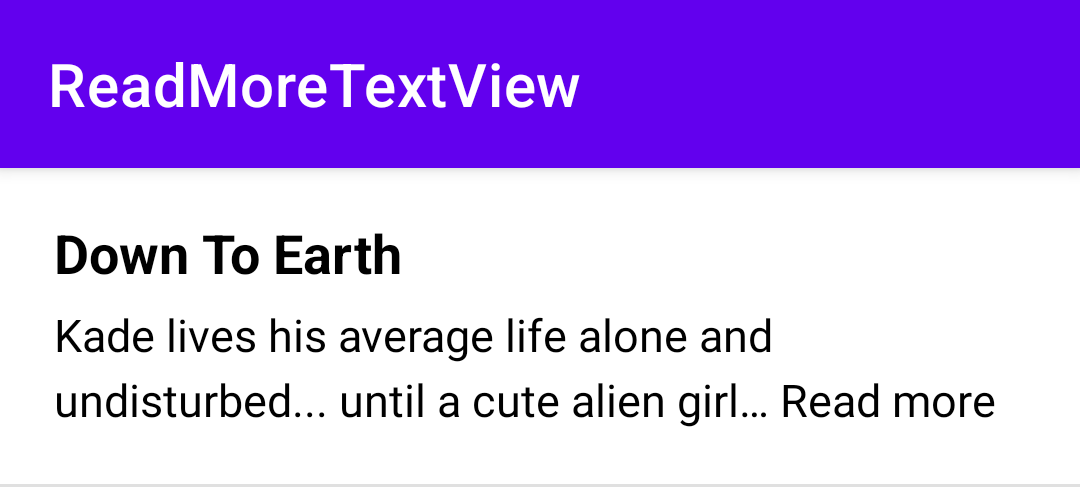 ReadMoreTextView
Down To Earth
Kade lives his average life alone and
undisturbed... until a cute alien girl… Read more